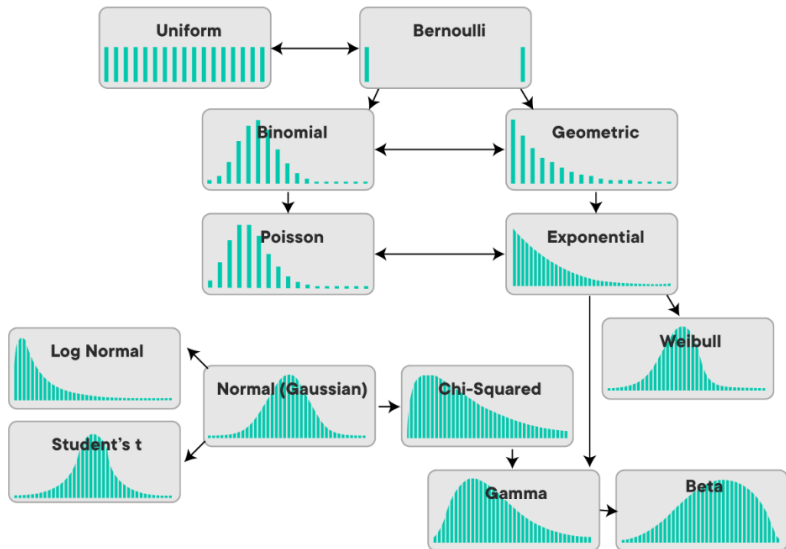 Uniform
Bernoulli
Binomial
Geometric
Poisson
Exponential
Log Normal
Weibull
Normal (Gaussian)
Chi-Squared
Student's t
Gamma
Beta